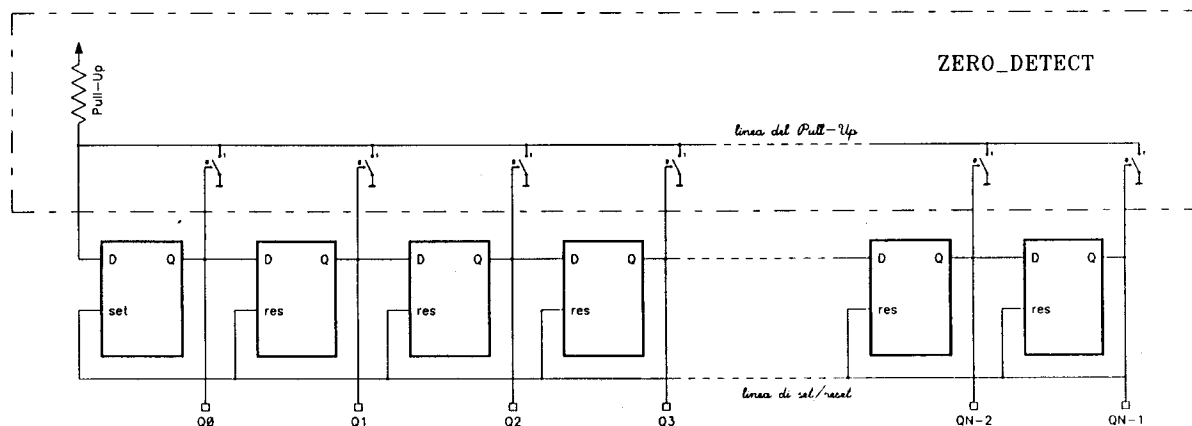 ZERO_DETECT
Pull-Up
linea del Pull-Up
D Q D Q D Q D Q D Q D Q
set res res res res res
linea di set/reset
Q0 Q1 Q2 Q3 QN-2 QN-1